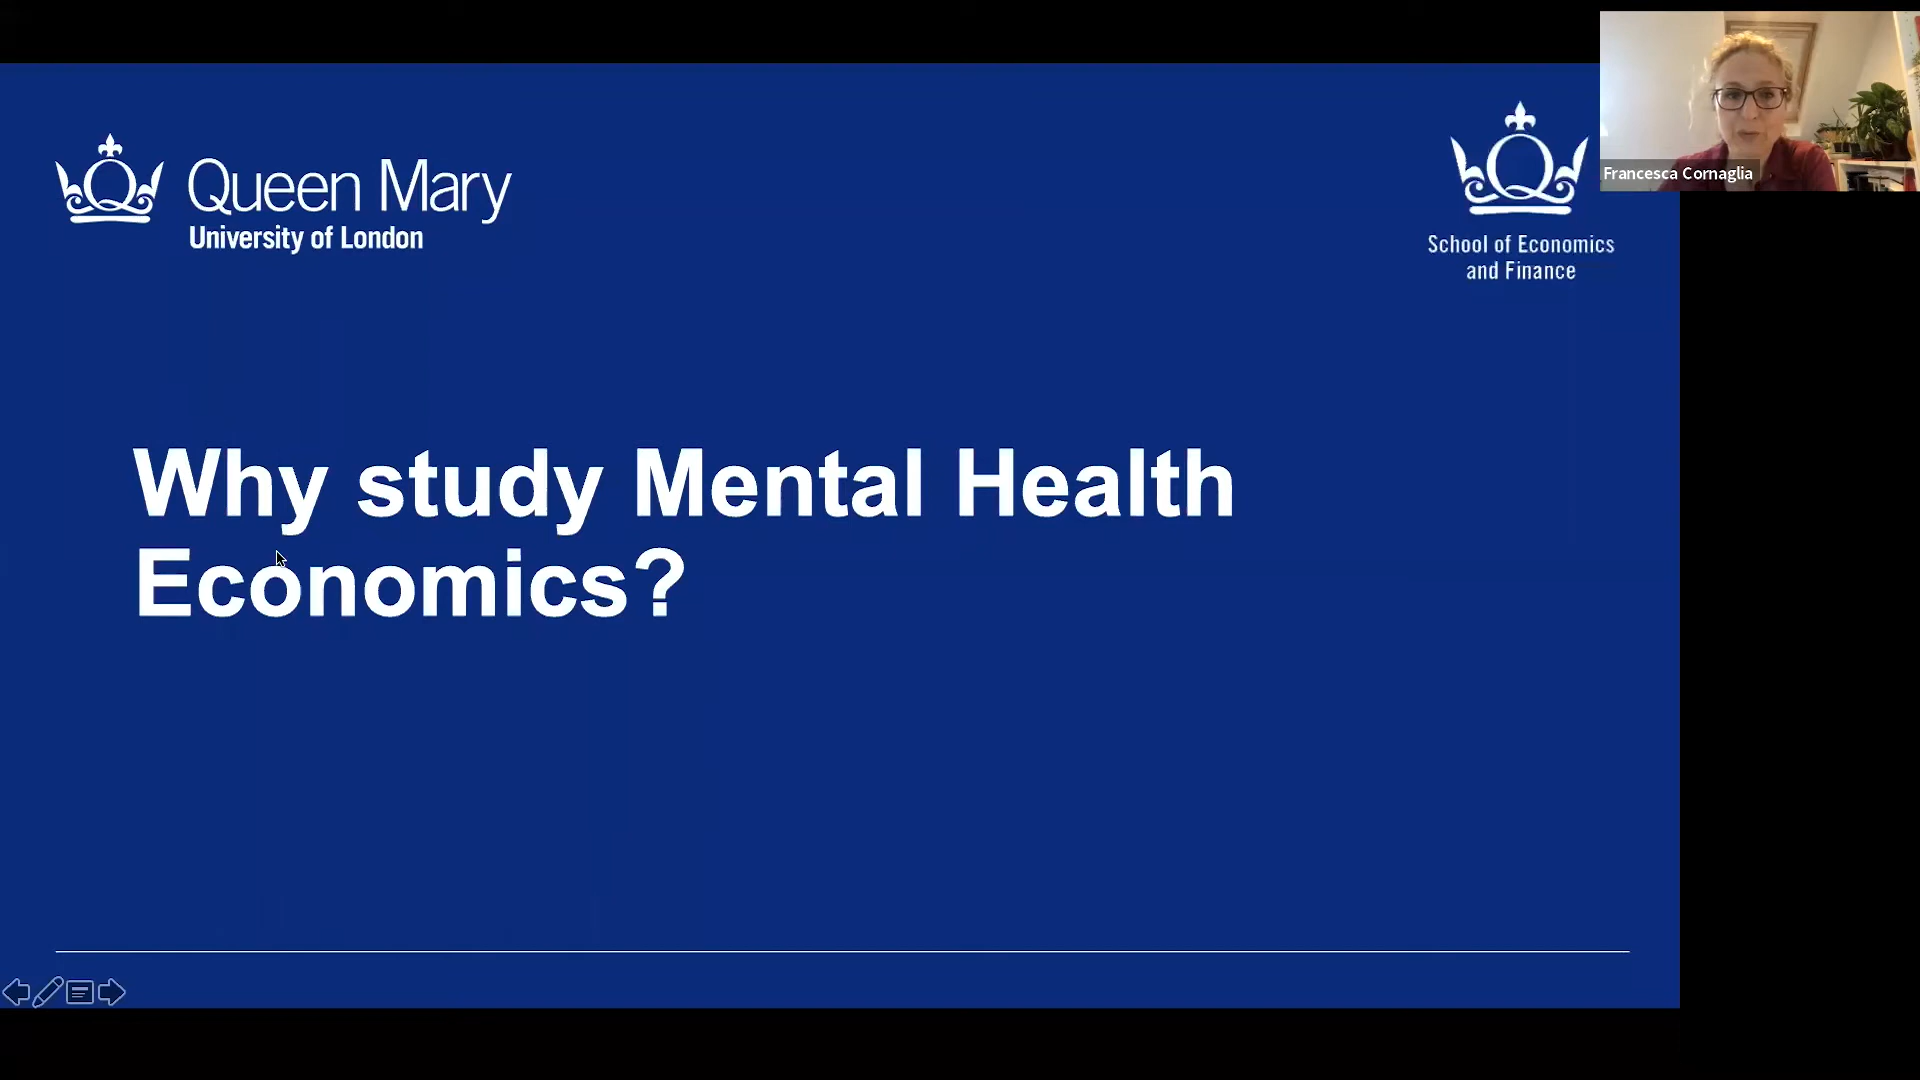 Queen Mary
University of London
School of Economics
and Finance
Francesca Cornaglia
Why study Mental Health
Economics?